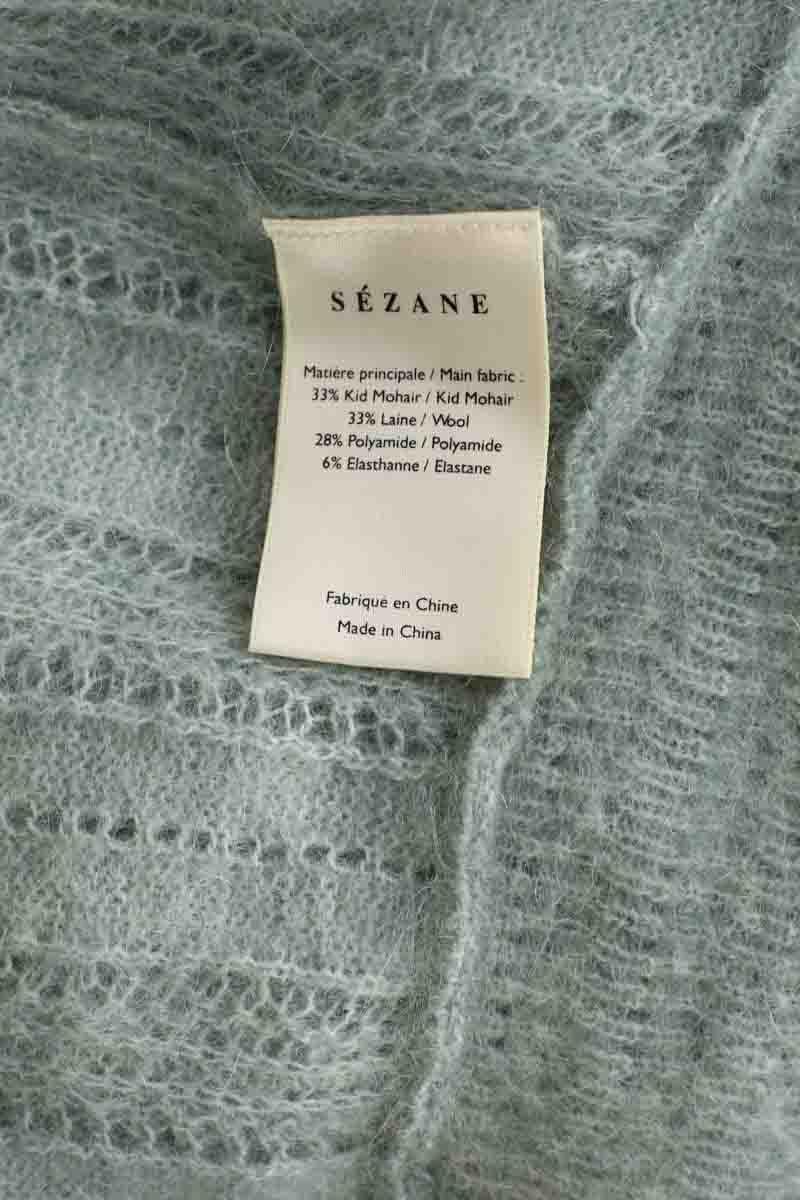 SÉZANE
Matière principale / Main fabric :
33% Kid Mohair / Kid Mohair
33% Laine / Wool
28% Polyamide / Polyamide
6% Elasthanne / Elastane
Fabriqué en Chine
Made in China